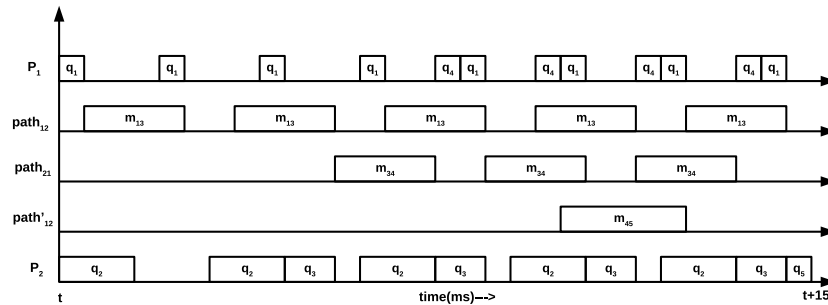 P1 q1 q1 q1 q1 q4 q1 q4 q1 q4 q1 q4 q1
path12 m13 m13 m13 m13 m13
path21 m34 m34 m34
path'12 m45
P2 q2 q2 q3 q2 q3 q2 q3 q2 q3 q5
t time(ms)---> t+15